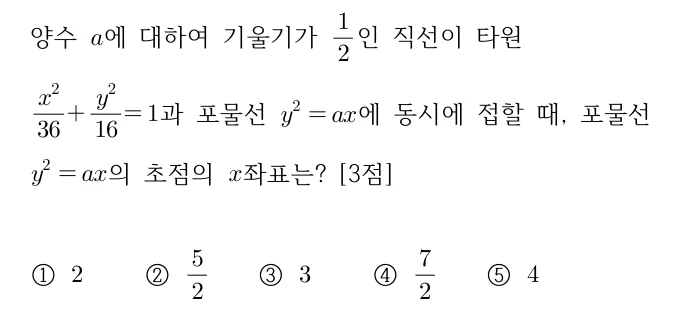 양수 a에 대하여 기울기가 1/2인 직선이 타원
x²/36 + y²/16 = 1과 포물선 y² = ax에 동시에 접할 때, 포물선
y² = ax의 초점의 x좌표는? [3점]
① 2 ② 5/2 ③ 3 ④ 7/2 ⑤ 4